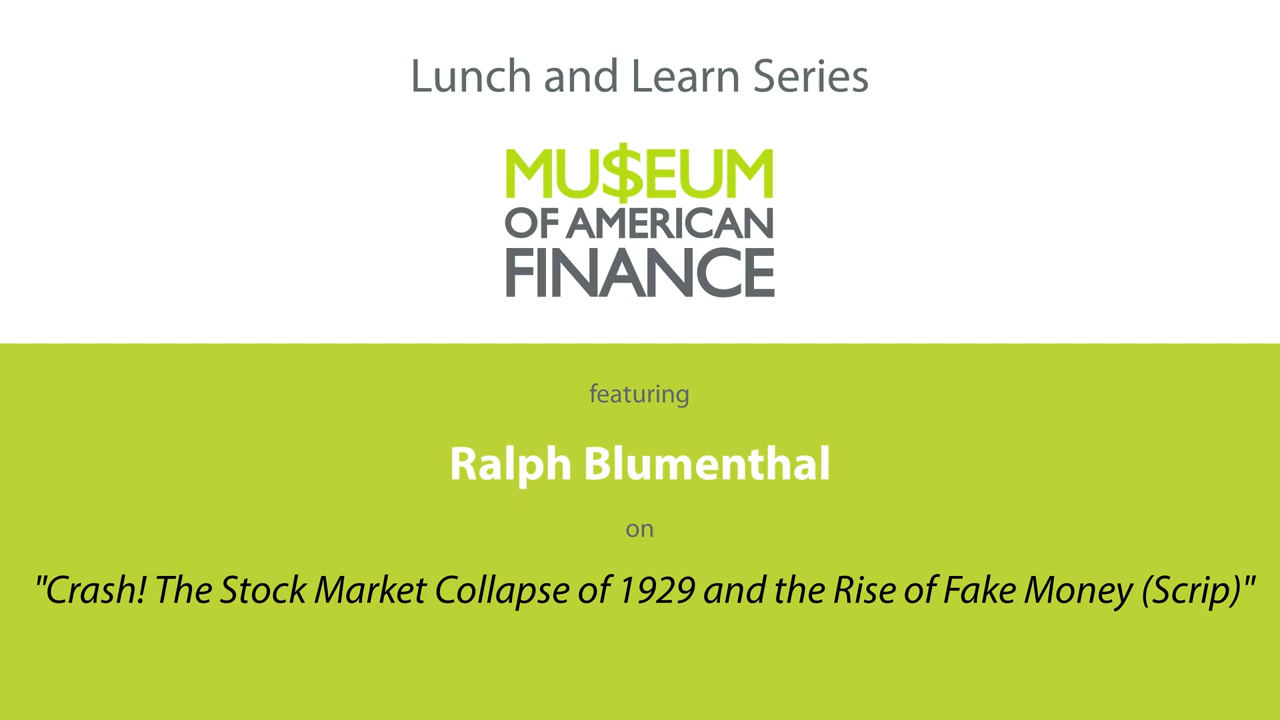 Lunch and Learn Series
MU$EUM
OF AMERICAN
FINANCE
featuring
Ralph Blumenthal
on
"Crash! The Stock Market Collapse of 1929 and the Rise of Fake Money (Scrip)"